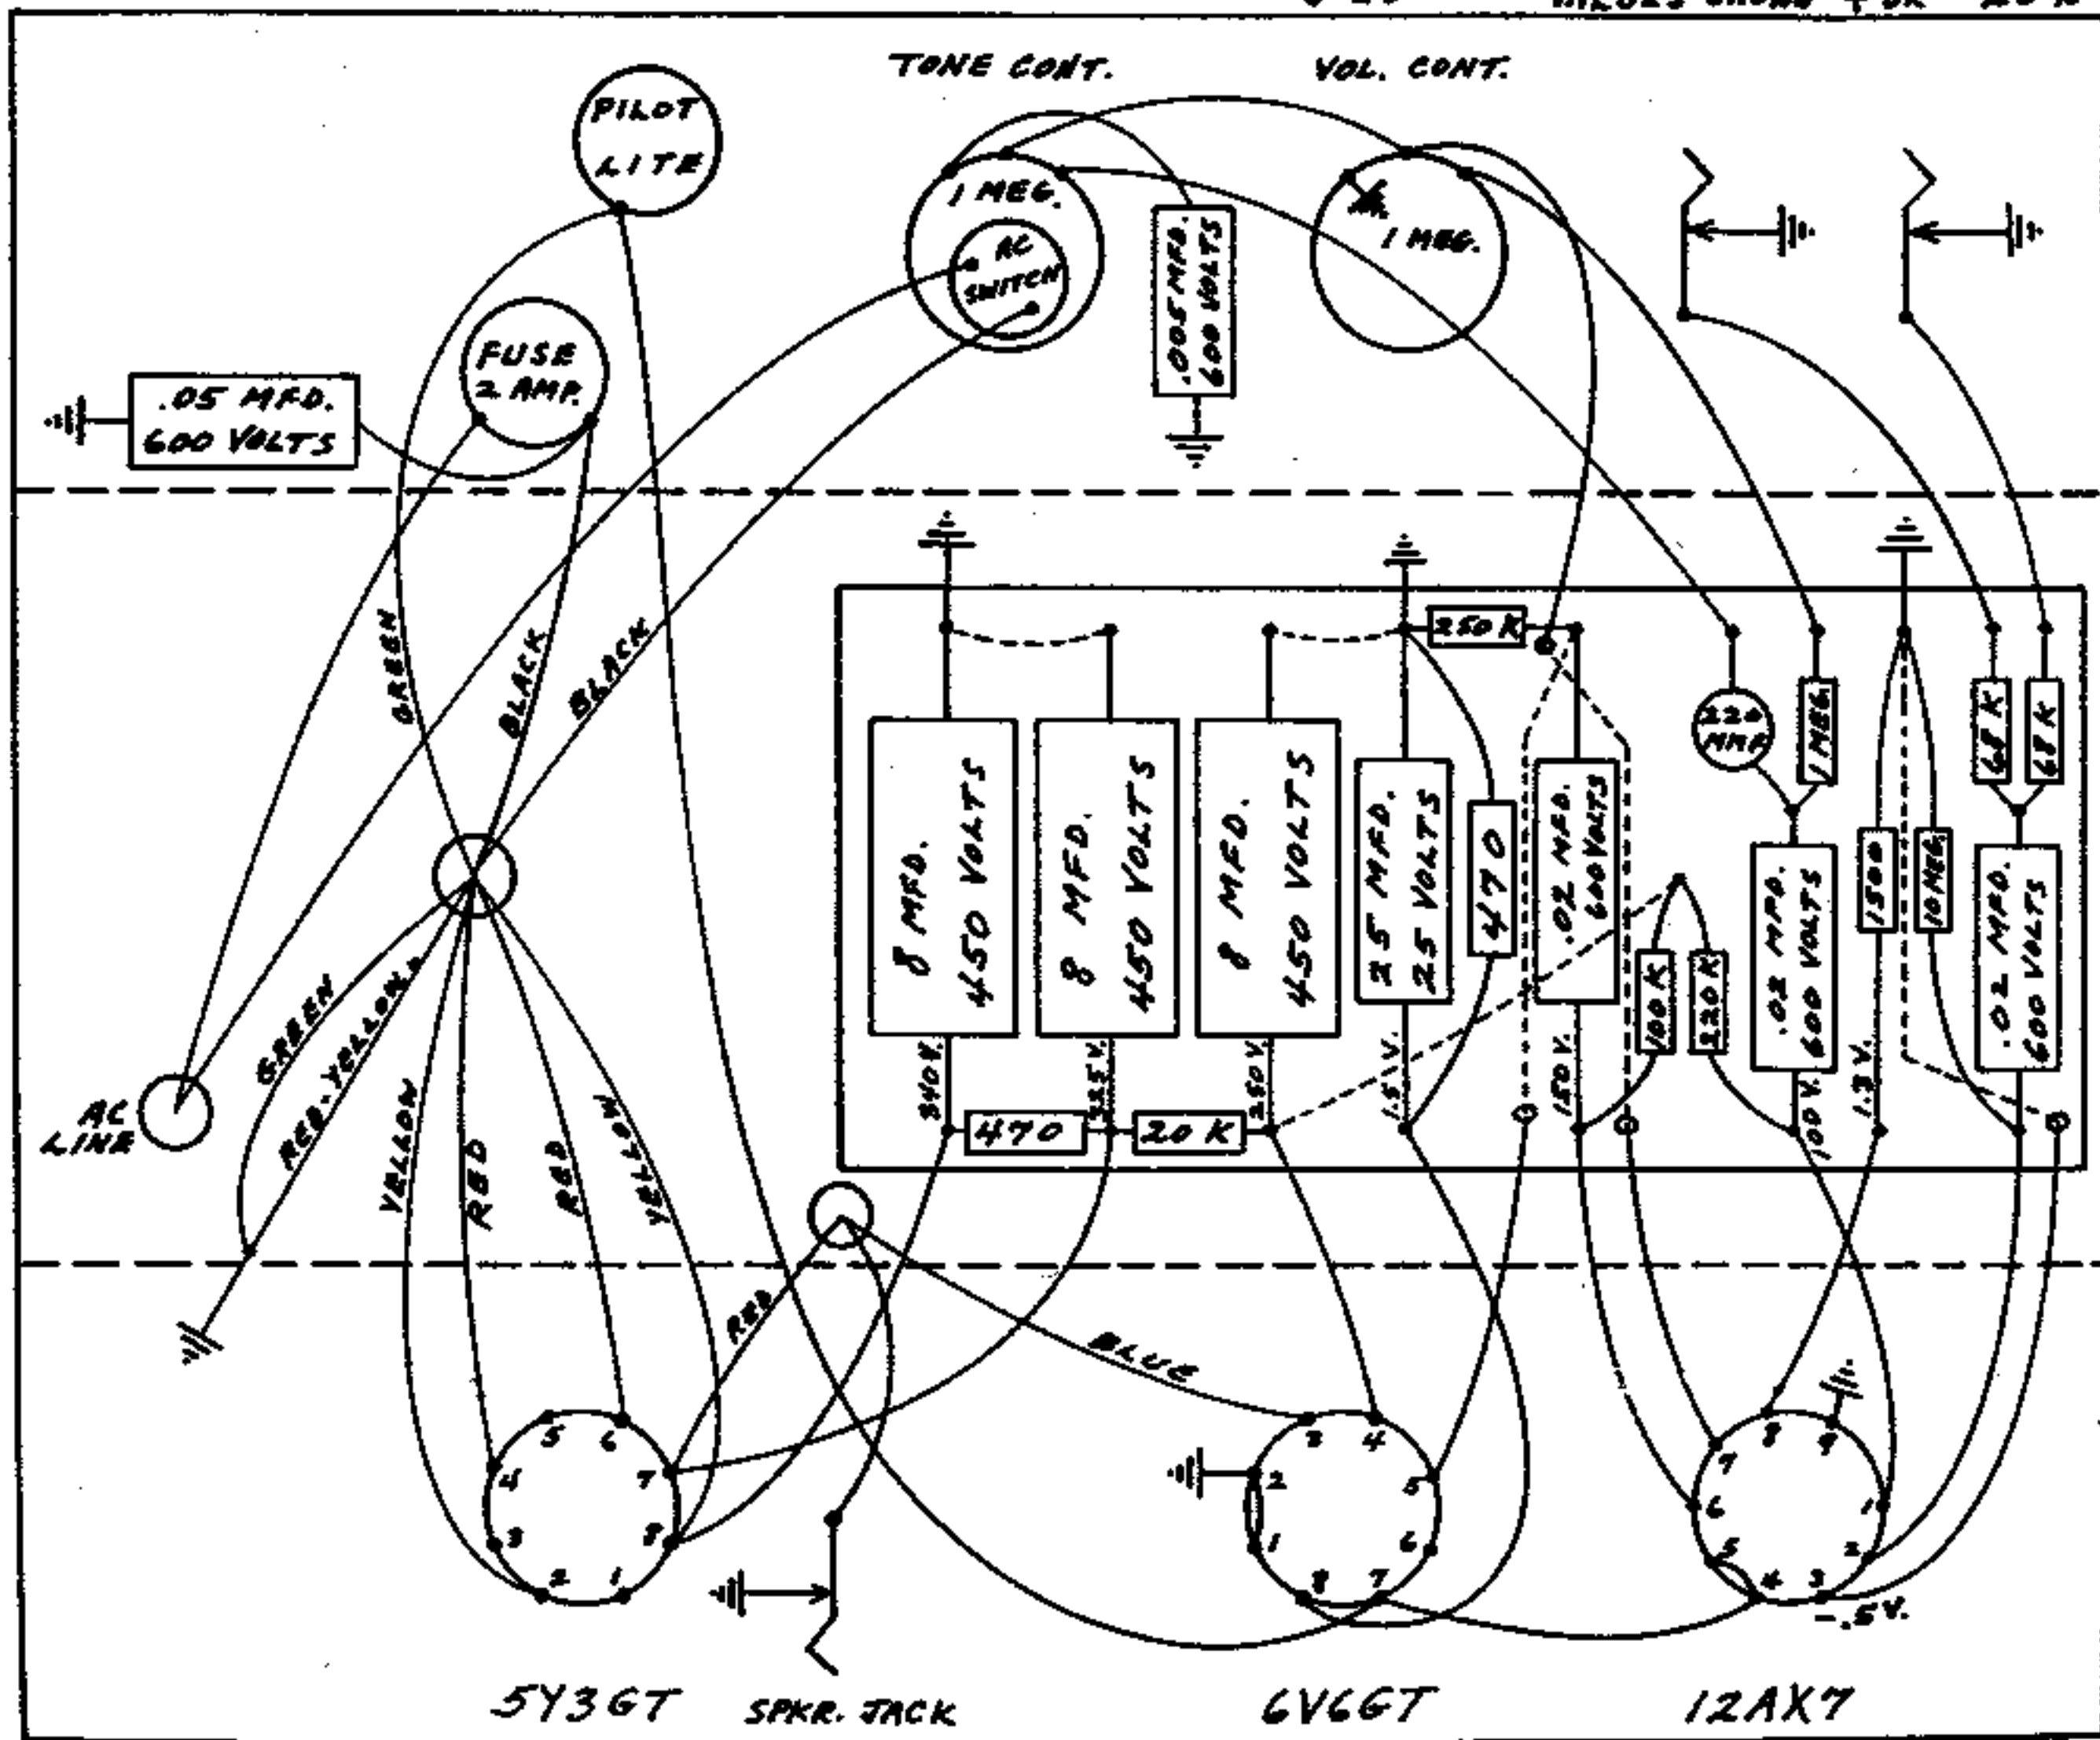 TONE CONT.
VOL. CONT.
PILOT
LITE
1 MEG.
AC
SWITCH
.005 MFD.
600 VOLTS
1 MEG.
FUSE
2 AMP.
.05 MFD.
600 VOLTS
GREEN
BLACK
BLACK
250 K
220
MMF
1 MEG.
68 K
68 K
8 MFD.
450 VOLTS
8 MFD.
450 VOLTS
8 MFD.
450 VOLTS
25 MFD.
25 VOLTS
470
.02 MFD.
600 VOLTS
100 K
220 K
.02 MFD.
600 VOLTS
1500
10 MEG.
.02 MFD.
600 VOLTS
AC
LINE
GREEN
RED-YELLOW
YELLOW
RED
RED
YELLOW
340 V.
325 V.
250 V.
1.5 V.
150 V.
100 V.
1.3 V.
470
20 K
RED
BLUE
5
6
4
7
3
8
2
1
3
4
2
5
1
6
8
7
8
9
7
6
1
5
2
4
3
-.5 V.
5Y3GT
SPKR. JACK
6V6GT
12AX7